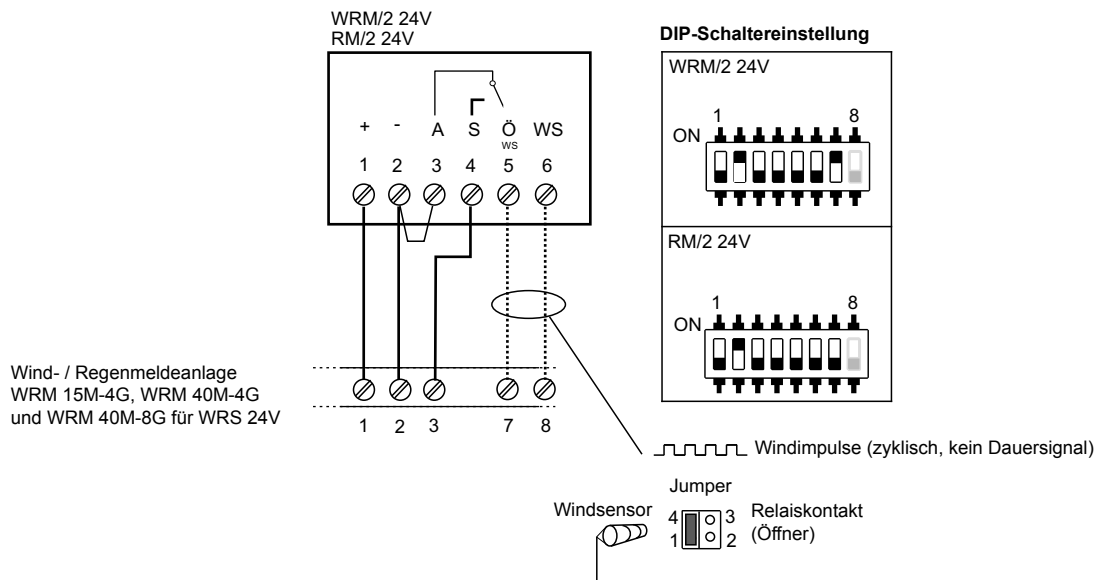 WRM/2 24V
RM/2 24V
+ - A S Ö WS
WS
1 2 3 4 5 6
Wind- / Regenmeldeanlage
WRM 15M-4G, WRM 40M-4G
und WRM 40M-8G für WRS 24V
1 2 3 7 8
DIP-Schaltereinstellung
WRM/2 24V
1 8
ON
RM/2 24V
1 8
ON
Windimpulse (zyklisch, kein Dauersignal)
Jumper
Windsensor
4 3
1 2
Relaiskontakt
(Öffner)